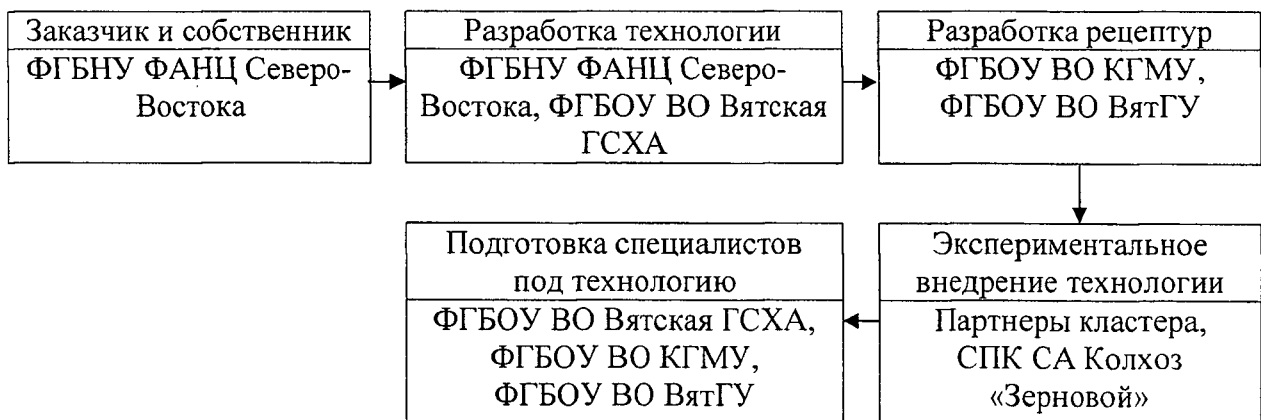 Заказчик и собственник
ФГБНУ ФАНЦ Северо-
Востока
Разработка технологии
ФГБНУ ФАНЦ Северо-
Востока, ФГБОУ ВО Вятская
ГСХА
Разработка рецептур
ФГБОУ ВО КГМУ,
ФГБОУ ВО ВятГУ
Экспериментальное
внедрение технологии
Партнеры кластера,
СПК СА Колхоз
«Зерновой»
Подготовка специалистов
под технологию
ФГБОУ ВО Вятская ГСХА,
ФГБОУ ВО КГМУ,
ФГБОУ ВО ВятГУ